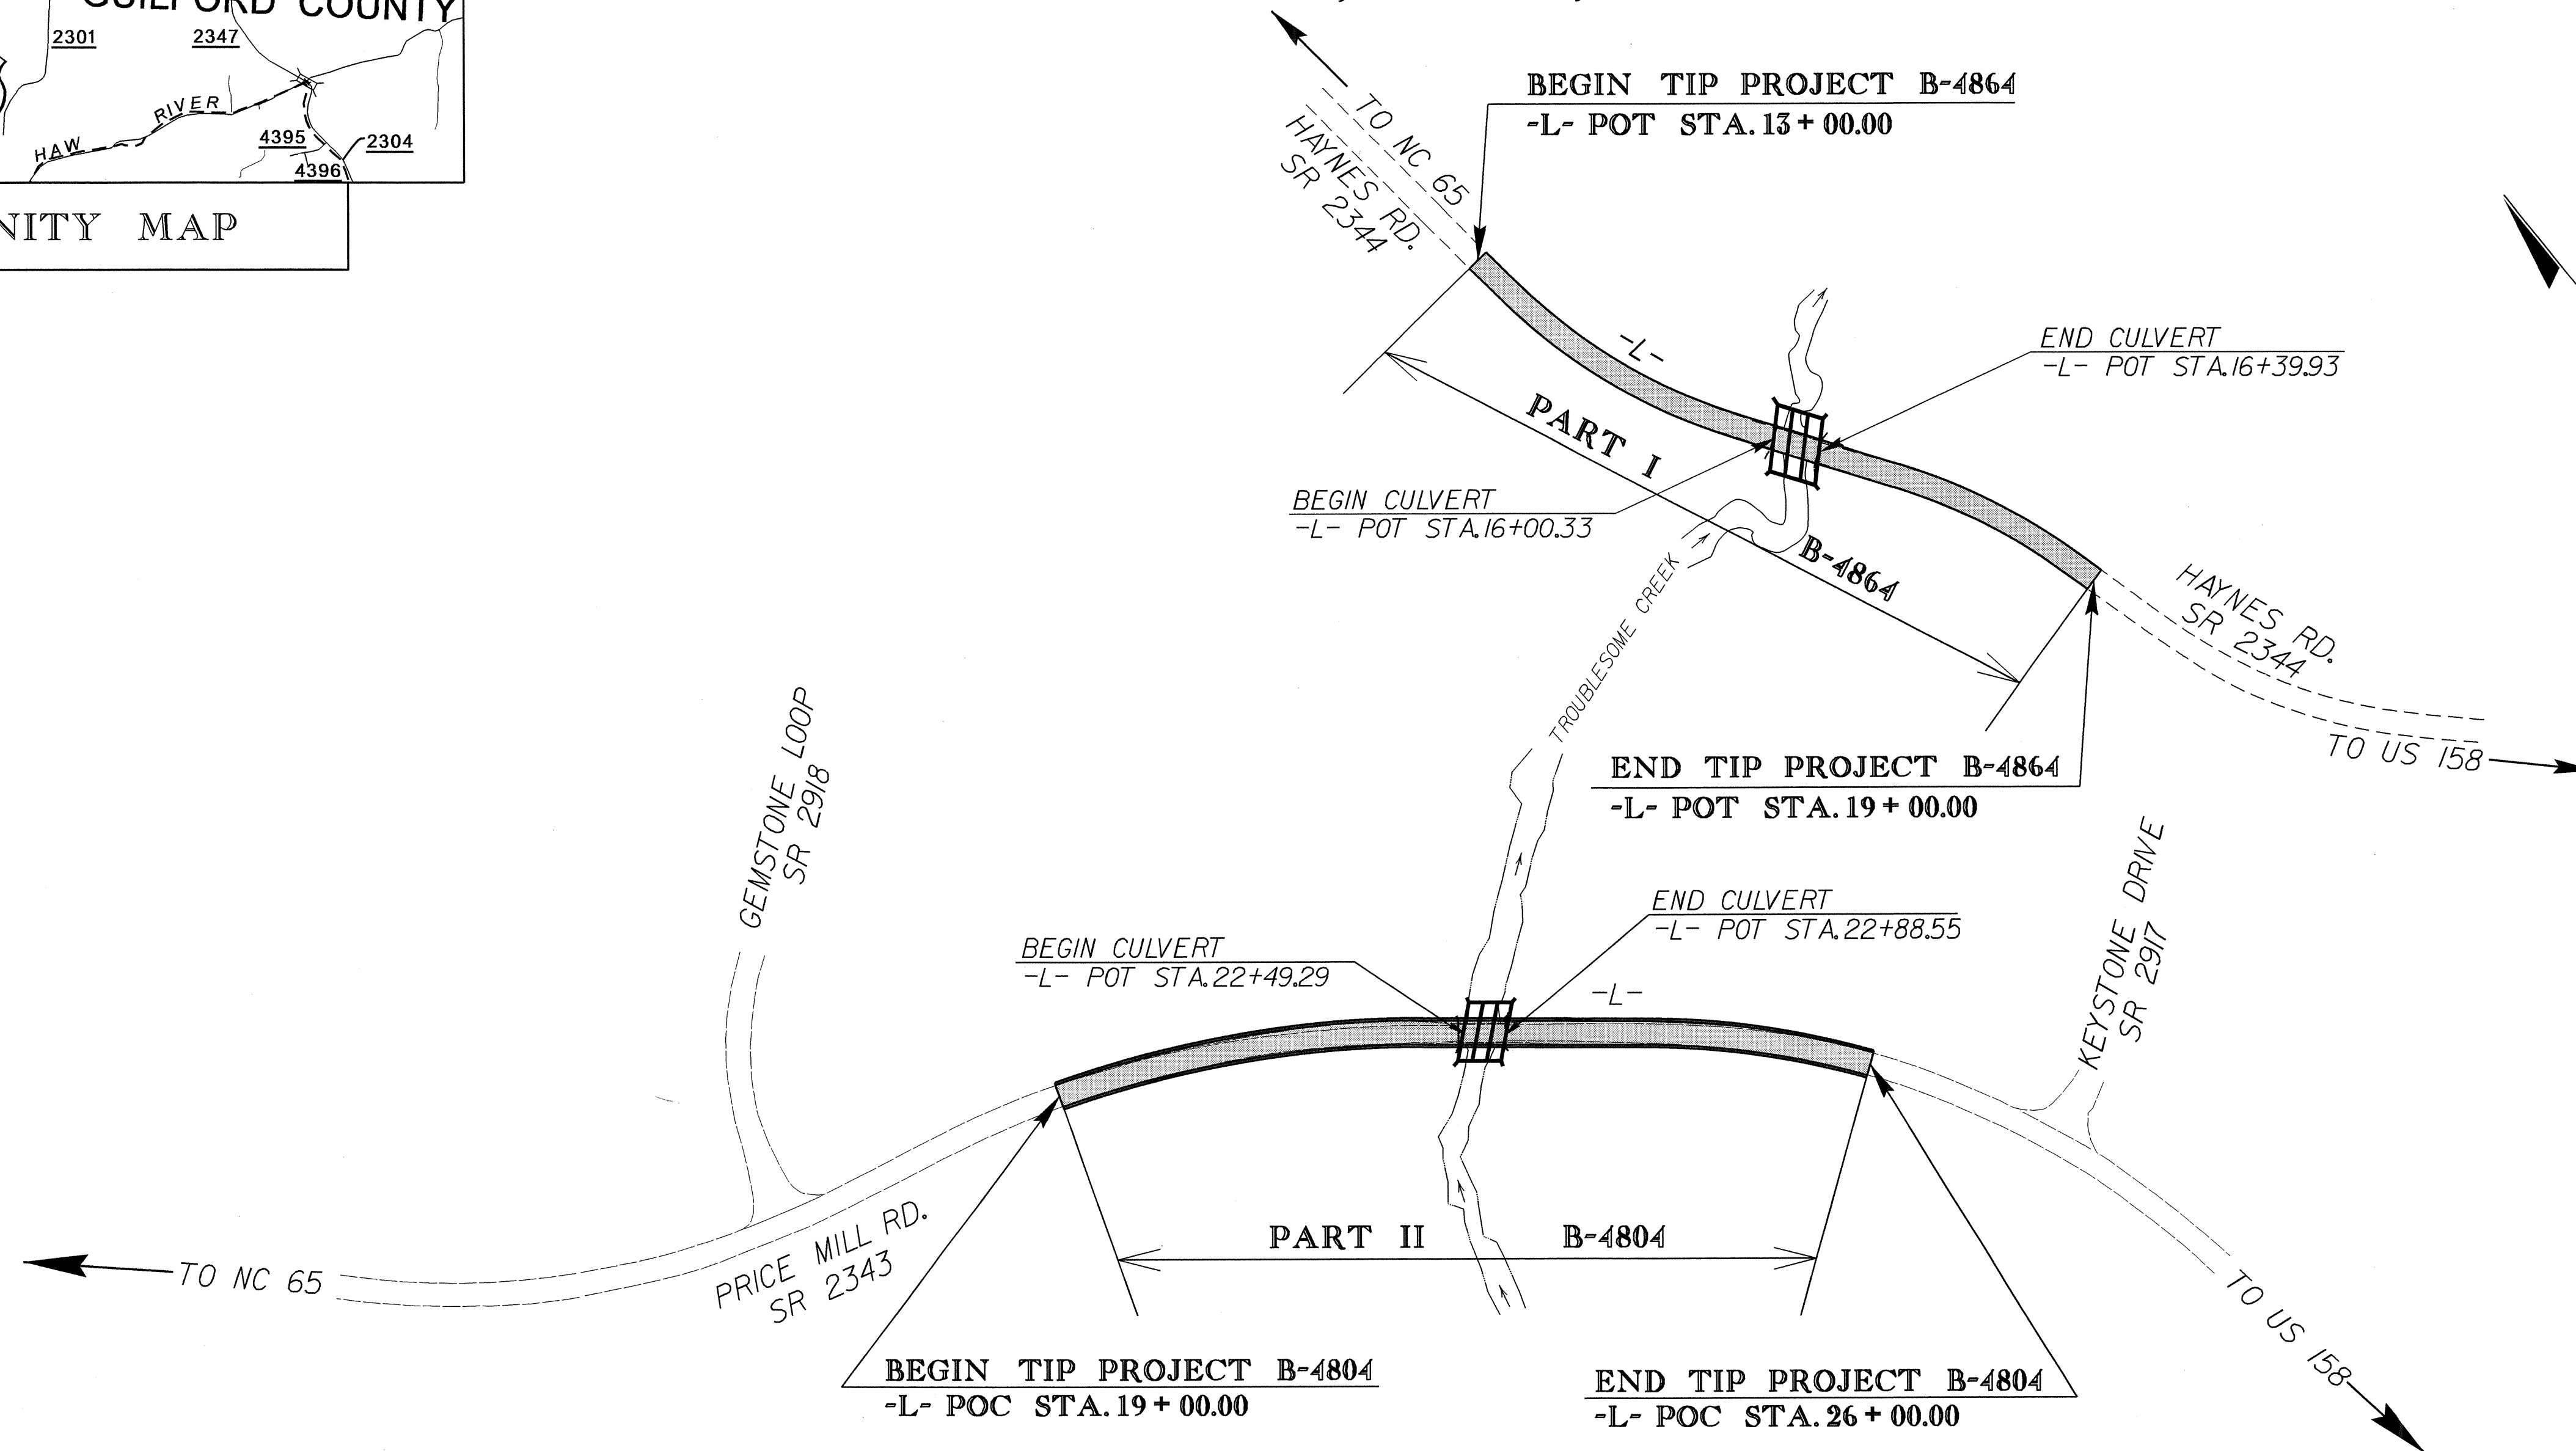 GUILFORD COUNTY
2301
2347
HAW RIVER
4395
2304
4396
MAP
BEGIN TIP PROJECT B-4864
-L- POT STA. 13 + 00.00
TO NC 65
HAYNES RD.
SR 2344
-L-
END CULVERT
-L- POT STA.16+39.93
PART I B-4864
BEGIN CULVERT
-L- POT STA.16+00.33
TROUBLESOME CREEK
HAYNES RD.
SR 2344
TO US 158
END TIP PROJECT B-4864
-L- POT STA. 19 + 00.00
GEMSTONE LOOP
SR 2918
END CULVERT
-L- POT STA.22+88.55
BEGIN CULVERT
-L- POT STA.22+49.29
-L-
KEYSTONE DRIVE
SR 2917
PART II B-4804
TO NC 65
PRICE MILL RD.
SR 2343
TO US 158
BEGIN TIP PROJECT B-4804
-L- POC STA. 19 + 00.00
END TIP PROJECT B-4804
-L- POC STA. 26 + 00.00